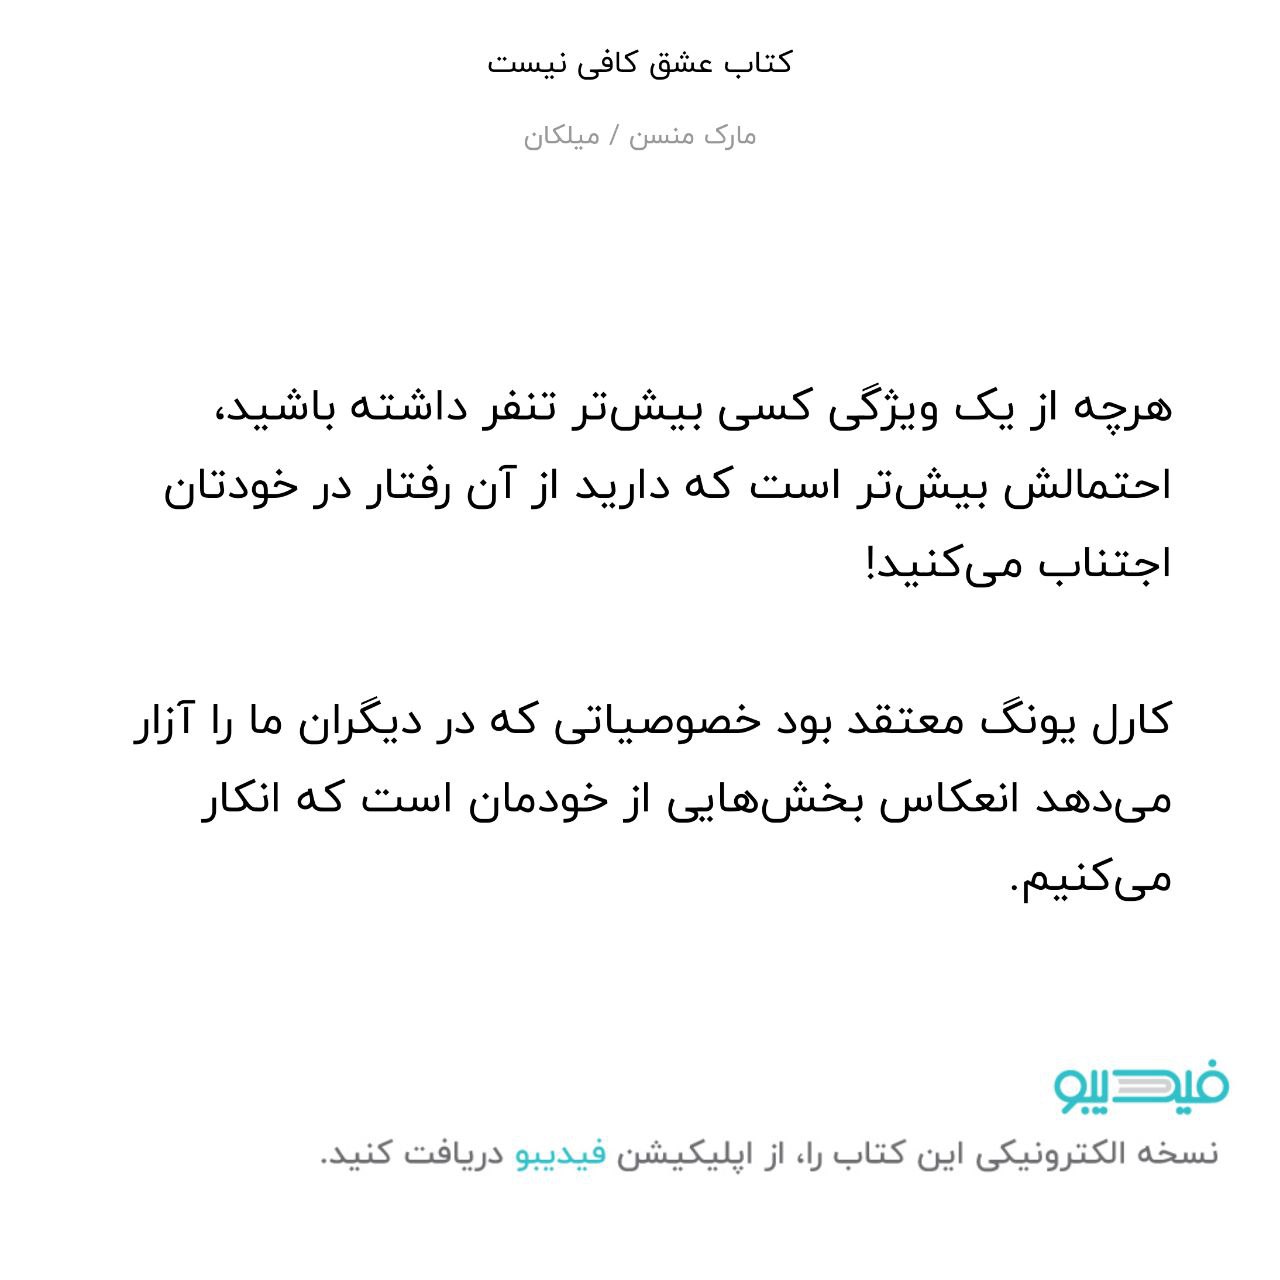 کتاب عشق کافی نیست
مارک منسن / میلکان
هرچه از یک ویژگی کسی بیش‌تر تنفر داشته باشید،
احتمالش بیش‌تر است که دارید از آن رفتار در خودتان
اجتناب می‌کنید!
کارل یونگ معتقد بود خصوصیاتی که در دیگران ما را آزار
می‌دهد انعکاس بخش‌هایی از خودمان است که انکار
می‌کنیم.
فیدیبو
نسخه الکترونیکی این کتاب را، از اپلیکیشن فیدیبو دریافت کنید.